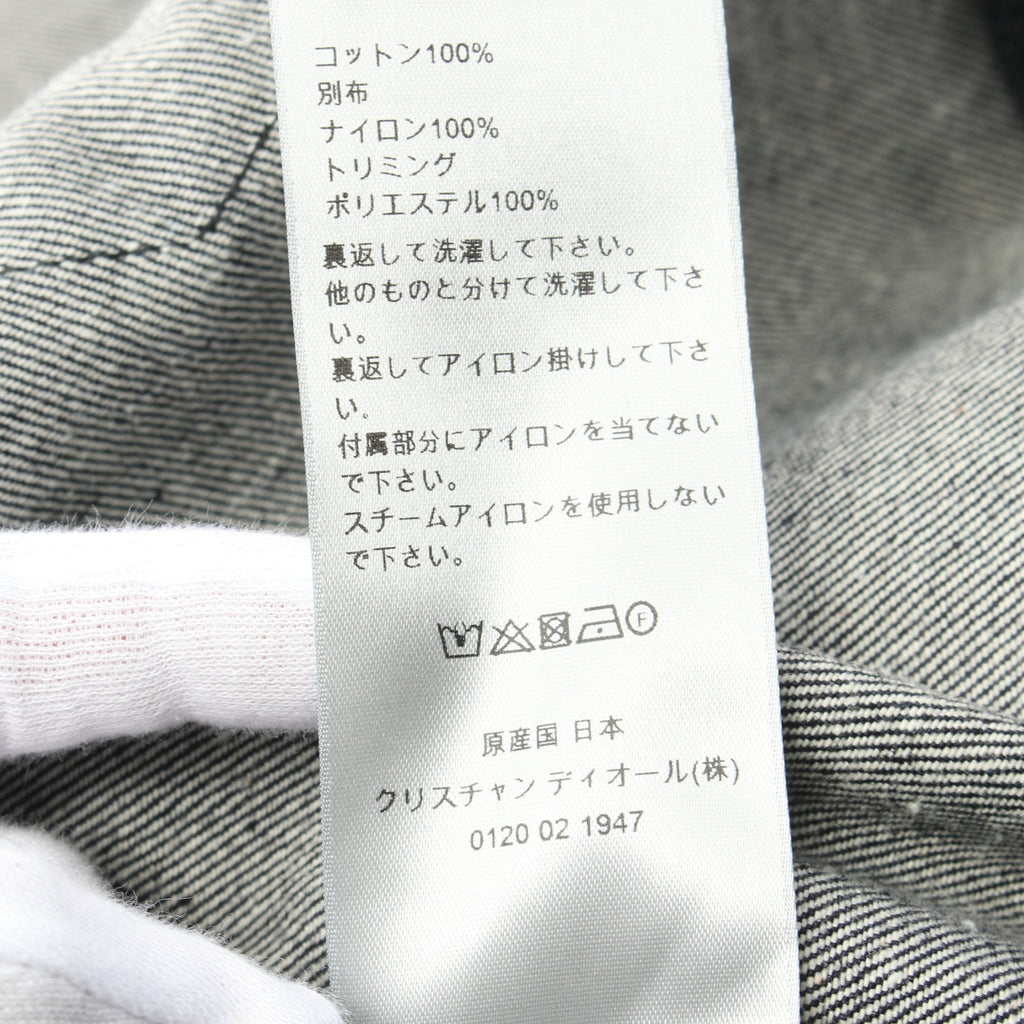 コットン100%
別布
ナイロン100%
トリミング
ポリエステル100%
裏返して洗濯して下さい。
他のものと分けて洗濯して下さ
い。
裏返してアイロン掛けして下さ
い。
付属部分にアイロンを当てない
で下さい。
スチームアイロンを使用しない
で下さい。
F
原産国 日本
クリスチャン ディオール(株)
0120 02 1947